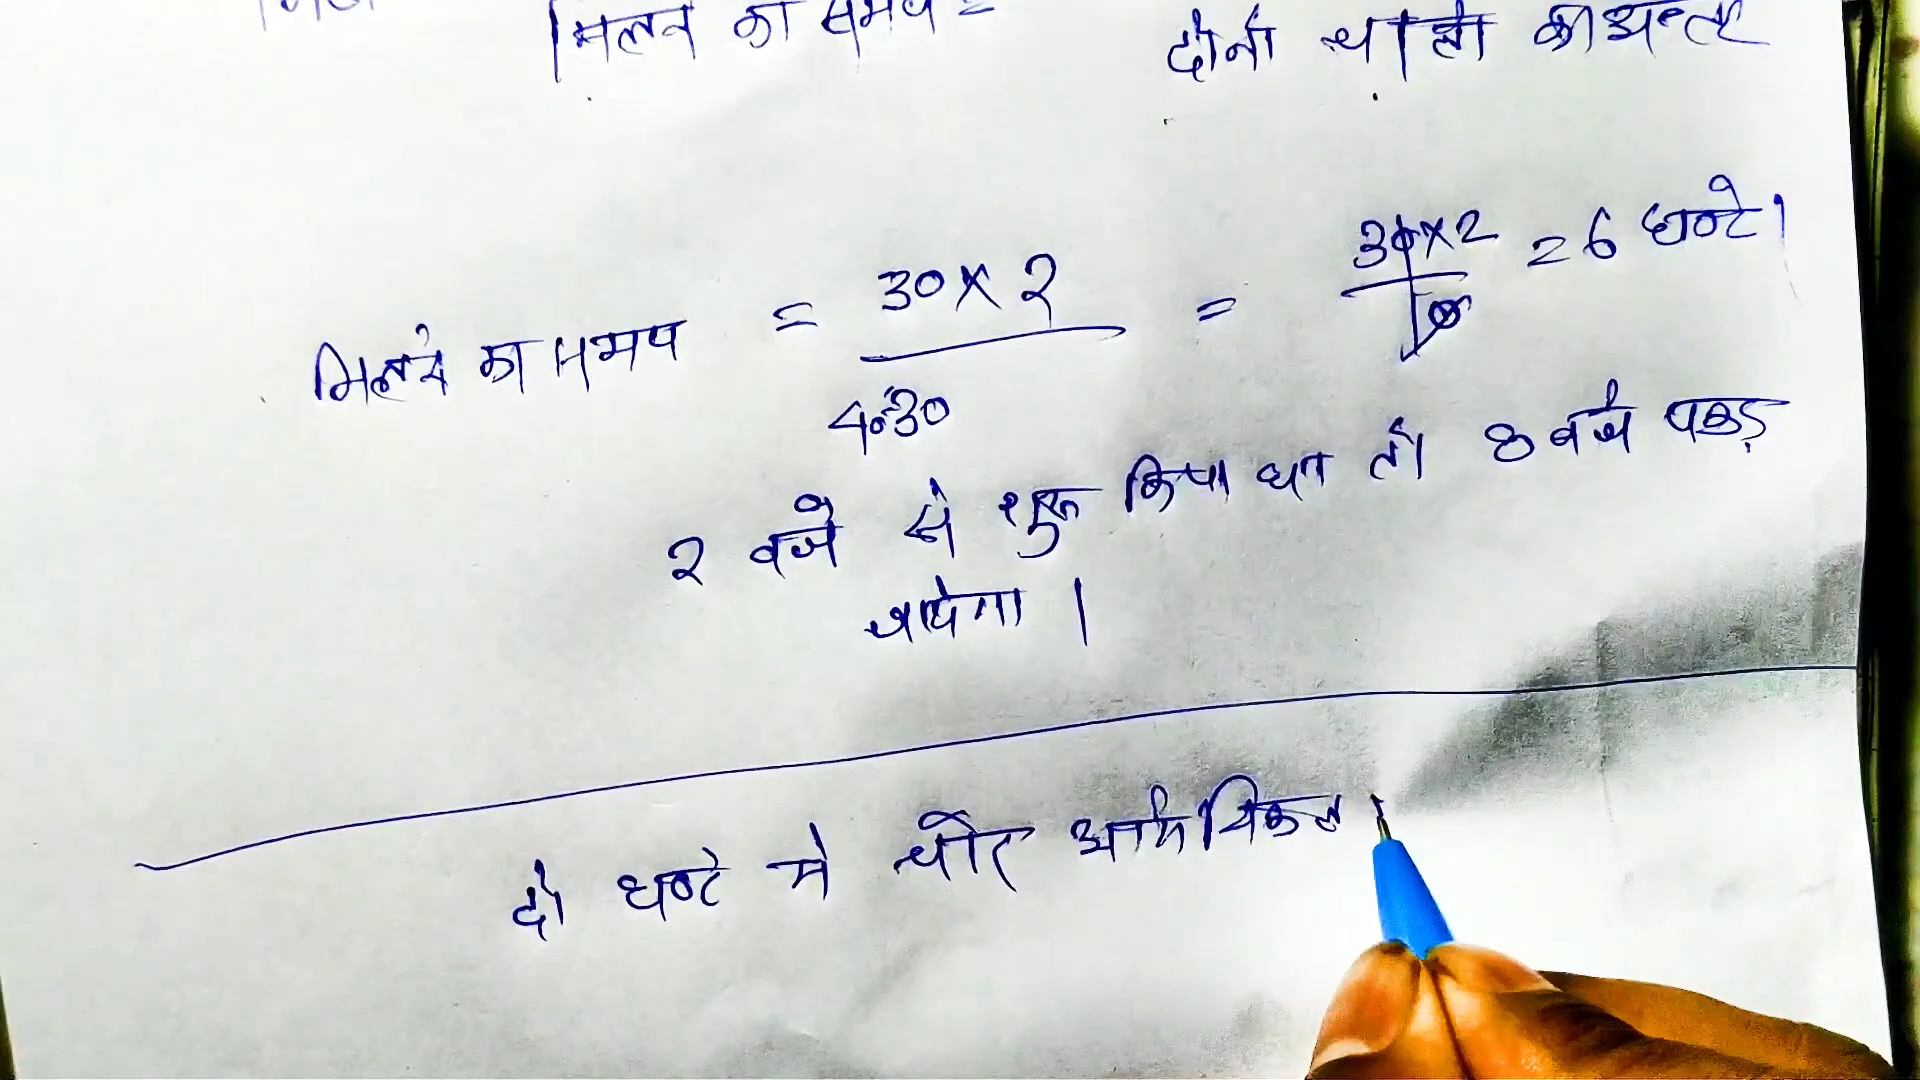 मिलने का समय =
दोनों चालो का अन्तर
मिलने का समय = 30 × 2 / 40-30 = 30×2 / 10 = 6 घण्टे।
2 बजे से शुरू किया था तो 8 बजे पकड़
जायेगा।
दो घण्टे में चोर आगे निकल